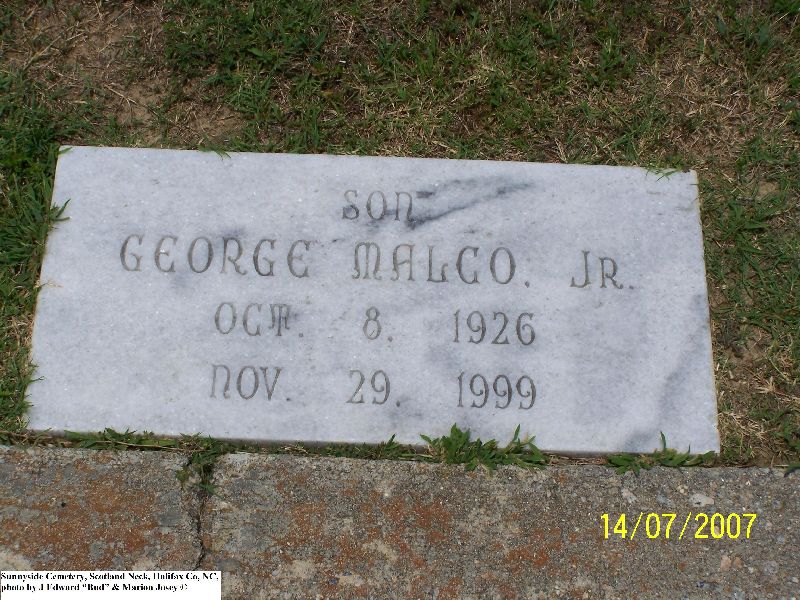 SON
GEORGE MALCO, JR.
OCT. 8, 1926
NOV. 29, 1999
14/07/2007
Sunnyside Cemetery, Scotland Neck, Halifax Co, NC,
photo by J Edward "Bud" & Marion Josey ©